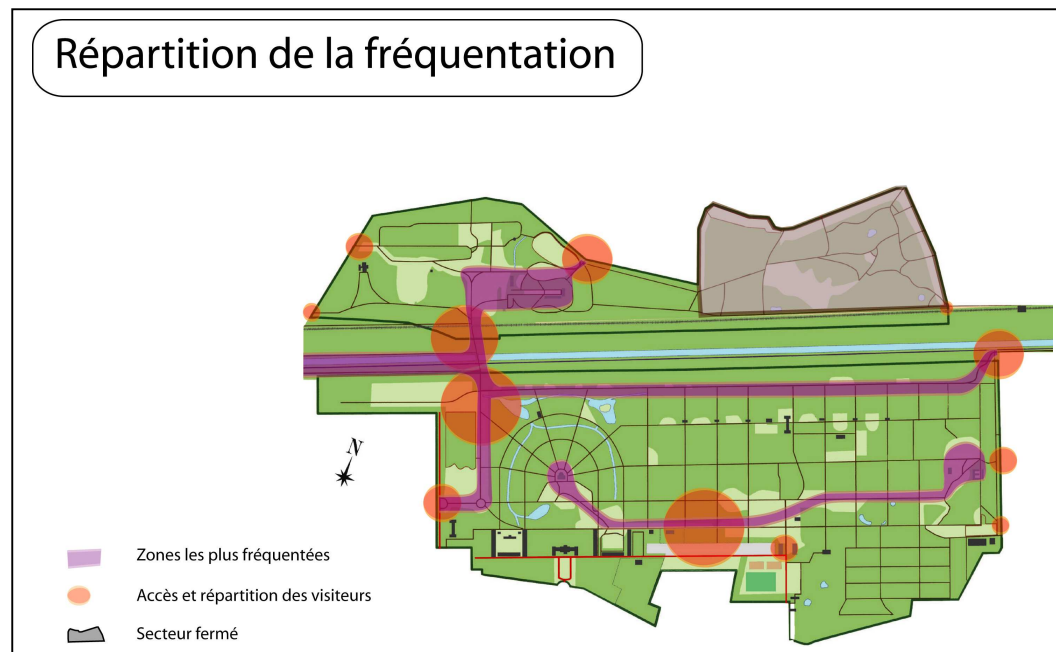 Répartition de la fréquentation
N
Zones les plus fréquentées
Accès et répartition des visiteurs
Secteur fermé